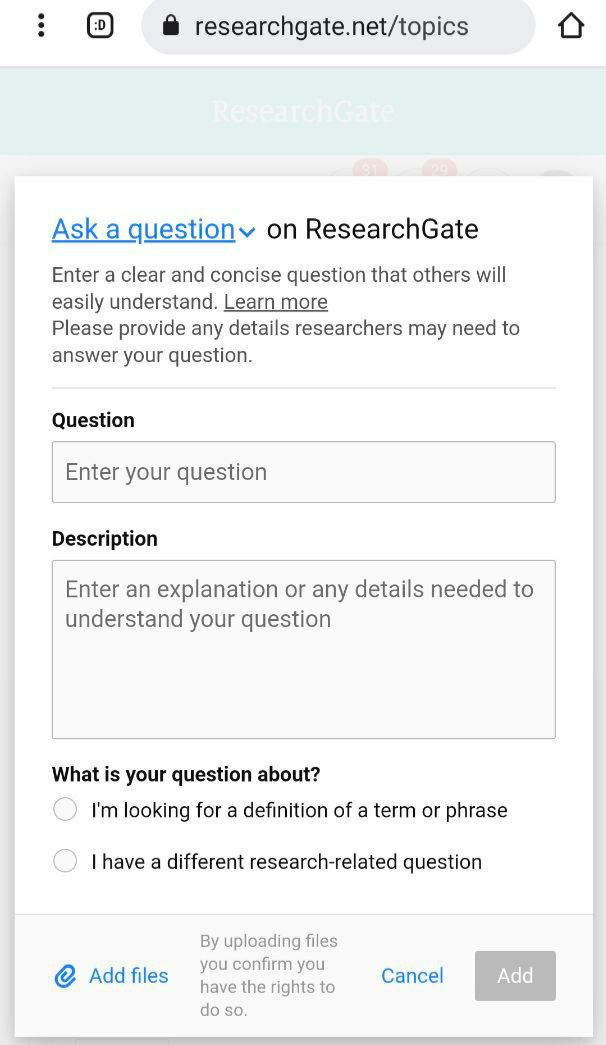 :D
researchgate.net/topics
ResearchGate
31 29
Ask a question on ResearchGate
Enter a clear and concise question that others will
easily understand. Learn more
Please provide any details researchers may need to
answer your question.
Question
Enter your question
Description
Enter an explanation or any details needed to
understand your question
What is your question about?
I'm looking for a definition of a term or phrase
I have a different research-related question
Add files
By uploading files
you confirm you
have the rights to
do so.
Cancel
Add